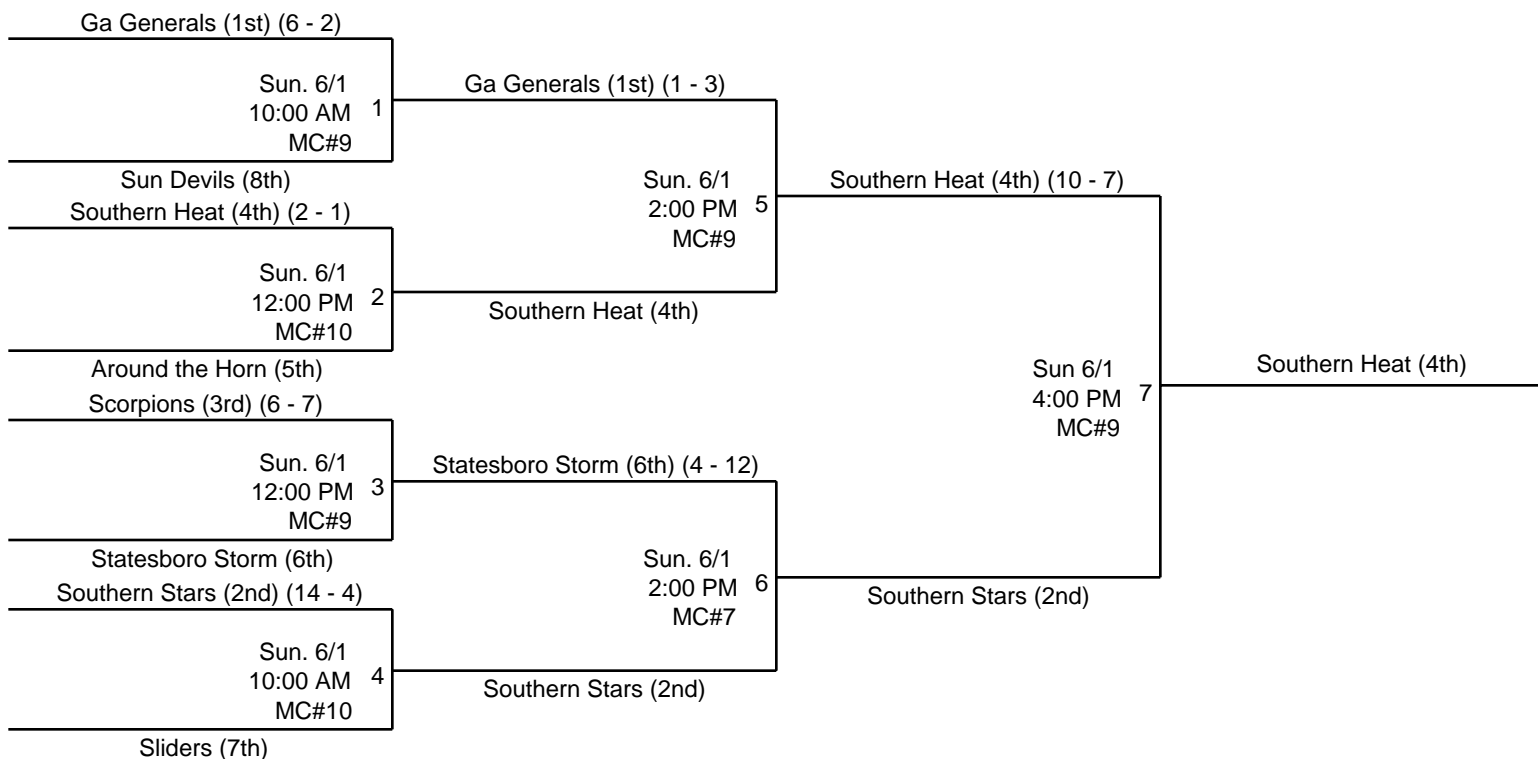 Ga Generals (1st) (6 - 2)
Sun. 6/1
10:00 AM
MC#9
1
Sun Devils (8th)
Southern Heat (4th) (2 - 1)
Sun. 6/1
12:00 PM
MC#10
2
Around the Horn (5th)
Scorpions (3rd) (6 - 7)
Sun. 6/1
12:00 PM
MC#9
3
Statesboro Storm (6th)
Southern Stars (2nd) (14 - 4)
Sun. 6/1
10:00 AM
MC#10
4
Sliders (7th)
Ga Generals (1st) (1 - 3)
Sun. 6/1
2:00 PM
MC#9
5
Southern Heat (4th)
Statesboro Storm (6th) (4 - 12)
Sun. 6/1
2:00 PM
MC#7
6
Southern Stars (2nd)
Southern Heat (4th) (10 - 7)
Sun 6/1
4:00 PM
MC#9
7
Southern Stars (2nd)
Southern Heat (4th)